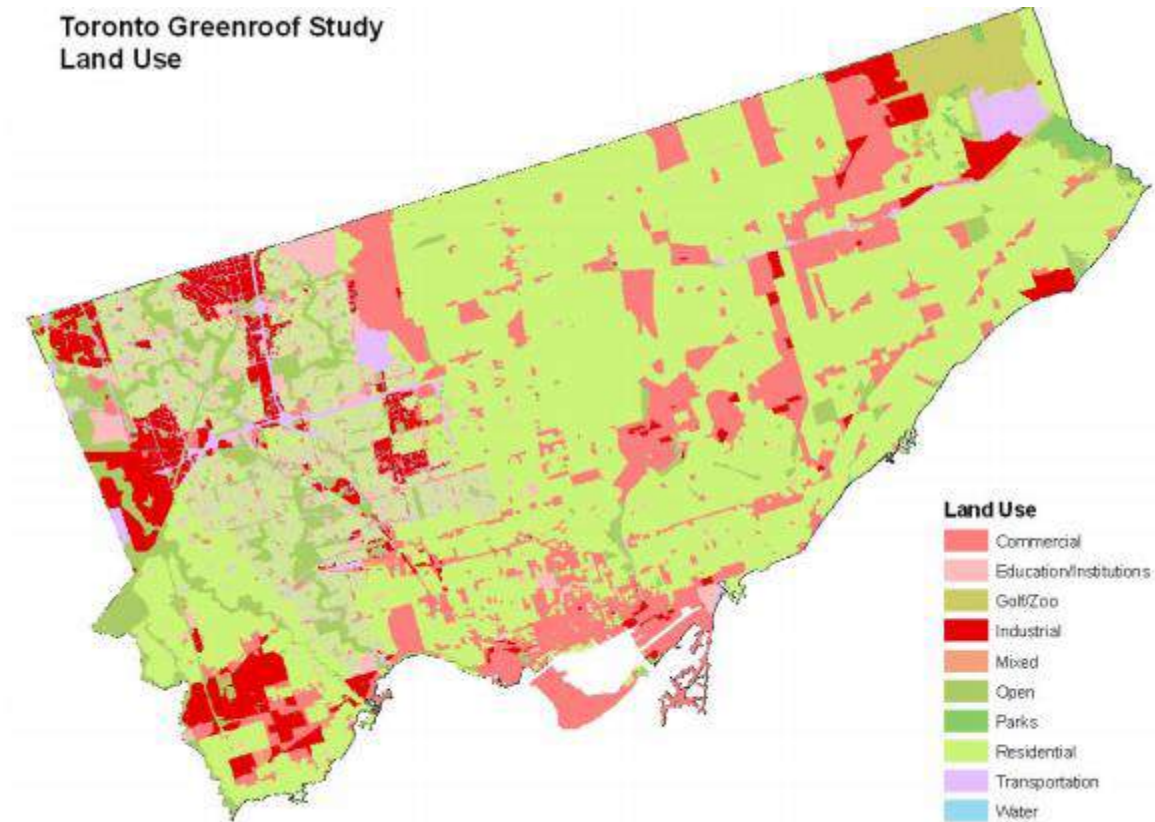 Toronto Greenroof Study
Land Use
Land Use
Commercial
Education/Institutions
Golf/Zoo
Industrial
Mixed
Open
Parks
Residential
Transportation
Water